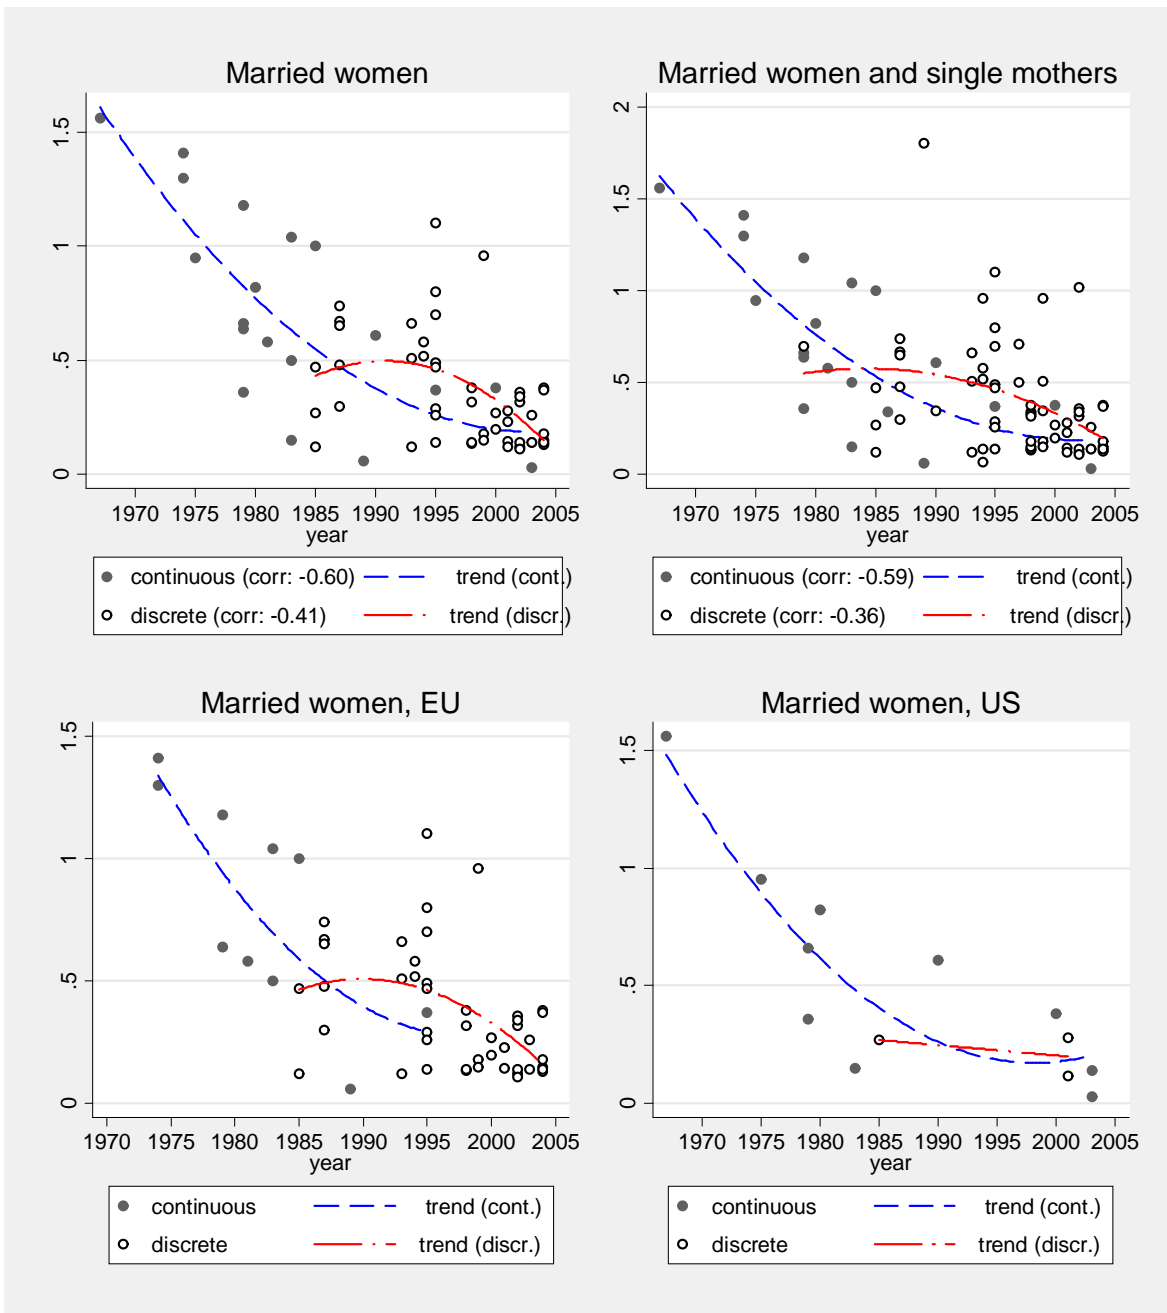 Married women
1.5
1
.5
0
1970 1975 1980 1985 1990 1995 2000 2005
year
continuous (corr: -0.60) trend (cont.)
discrete (corr: -0.41) trend (discr.)
Married women and single mothers
2
1.5
1
.5
0
1970 1975 1980 1985 1990 1995 2000 2005
year
continuous (corr: -0.59) trend (cont.)
discrete (corr: -0.36) trend (discr.)
Married women, EU
1.5
1
.5
0
1970 1975 1980 1985 1990 1995 2000 2005
year
continuous trend (cont.)
discrete trend (discr.)
Married women, US
1.5
1
.5
0
1970 1975 1980 1985 1990 1995 2000 2005
year
continuous trend (cont.)
discrete trend (discr.)